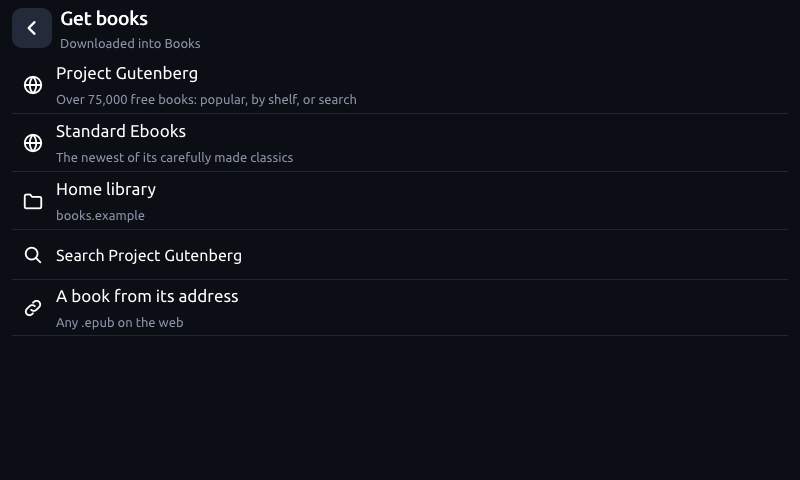 Get books
Downloaded into Books
Project Gutenberg
Over 75,000 free books: popular, by shelf, or search
Standard Ebooks
The newest of its carefully made classics
Home library
books.example
Search Project Gutenberg
A book from its address
Any .epub on the web